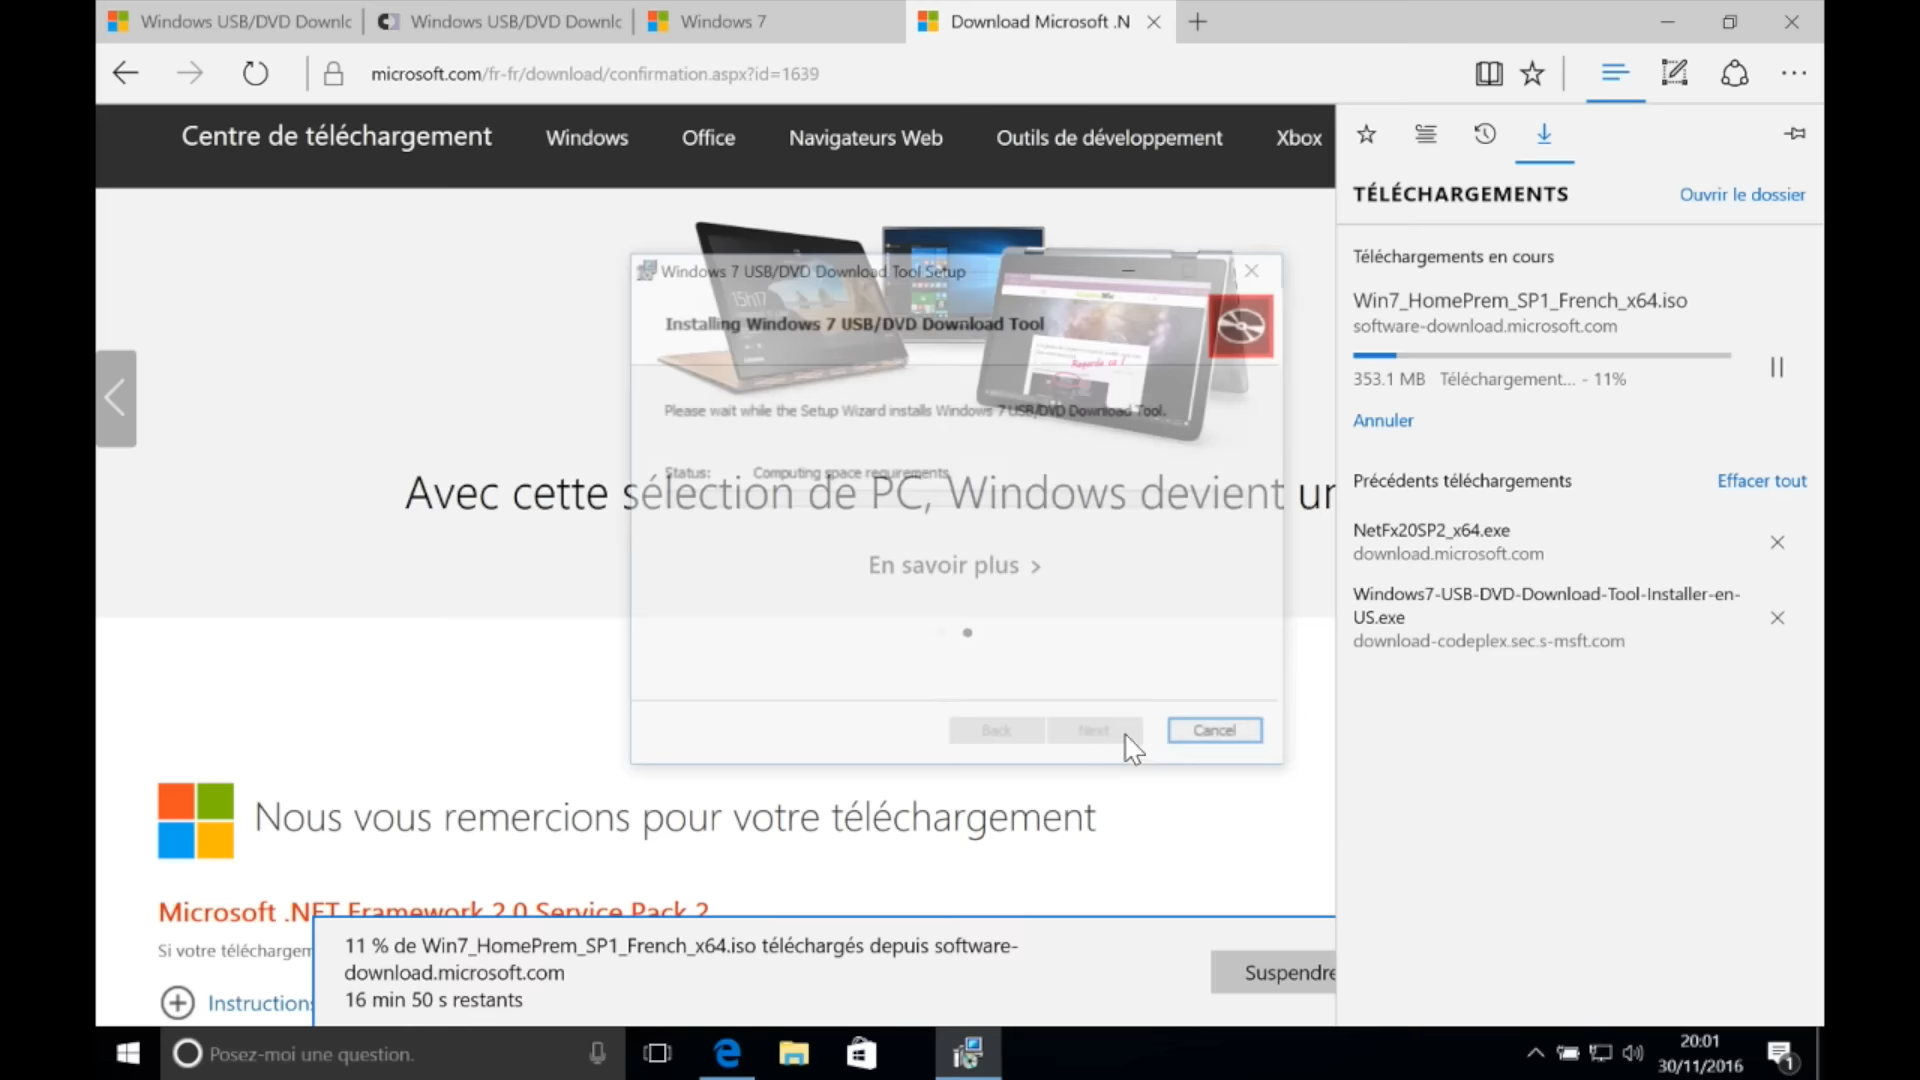 Windows USB/DVD Downlc
Windows USB/DVD Downlc
Windows 7
Download Microsoft .N
microsoft.com/fr-fr/download/confirmation.aspx?id=1639
Centre de téléchargement
Windows
Office
Navigateurs Web
Outils de développement
Xbox
TÉLÉCHARGEMENTS
Ouvrir le dossier
Téléchargements en cours
Win7_HomePrem_SP1_French_x64.iso
software-download.microsoft.com
353.1 MB Téléchargement... - 11%
Annuler
Précédents téléchargements
Effacer tout
NetFx20SP2_x64.exe
download.microsoft.com
Windows7-USB-DVD-Download-Tool-Installer-en-
US.exe
download-codeplex.sec.s-msft.com
Windows 7 USB/DVD Download Tool Setup
15h17
Installing Windows 7 USB/DVD Download Tool
Regarde ça !
Please wait while the Setup Wizard installs Windows 7 USB/DVD Download Tool.
Status: Computing space requirements
Avec cette sélection de PC, Windows devient un
En savoir plus >
Back
Next
Cancel
Nous vous remercions pour votre téléchargement
Microsoft .NET Framework 2.0 Service Pack 2
Si votre téléchargem
Instructions
11 % de Win7_HomePrem_SP1_French_x64.iso téléchargés depuis software-
download.microsoft.com
16 min 50 s restants
Suspendre
Posez-moi une question.
20:01
30/11/2016
1